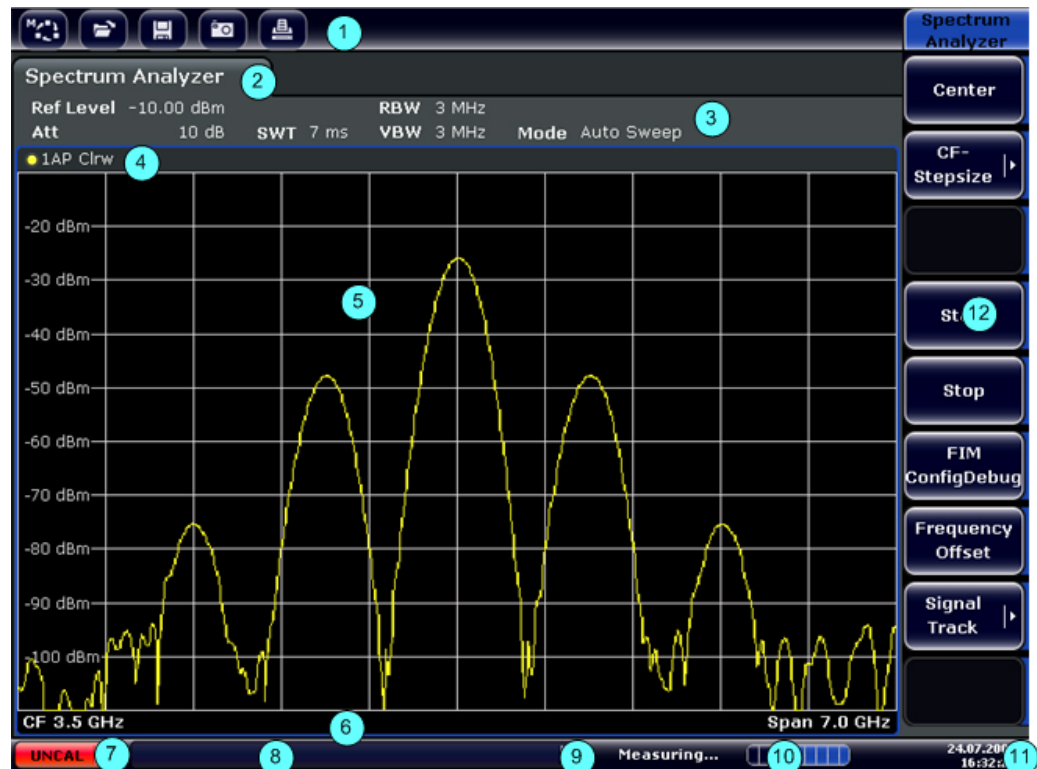 M
1
Spectrum Analyzer
Spectrum Analyzer 2
Ref Level -10.00 dBm RBW 3 MHz
Att 10 dB SWT 7 ms VBW 3 MHz Mode Auto Sweep 3
1AP Clrw 4
-20 dBm
-30 dBm
5
-40 dBm
-50 dBm
-60 dBm
-70 dBm
-80 dBm
-90 dBm
-100 dBm
CF 3.5 GHz 6 Span 7.0 GHz
UNCAL 7 8 9 Measuring... 10 11
24.07.20
16:32:
Center
CF-
Stepsize
12
Stop
FIM
ConfigDebug
Frequency
Offset
Signal
Track